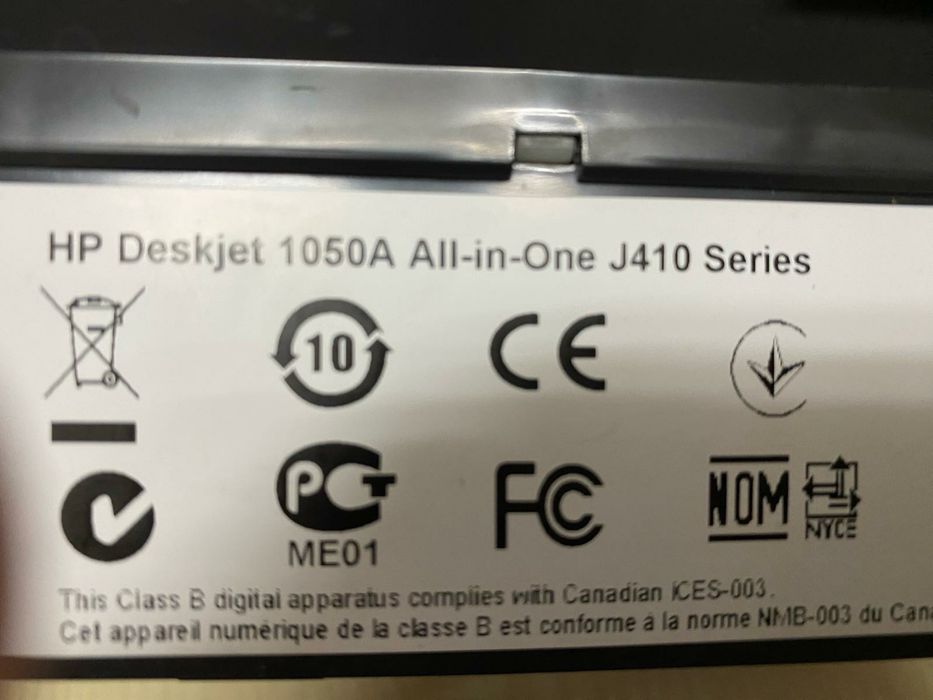 HP Deskjet 1050A All-in-One J410 Series
10 CE
PCT FC NOM NYCE
ME01
This Class B digital apparatus complies with Canadian ICES-003.
Cet appareil numérique de la classe B est conforme à la norme NMB-003 du